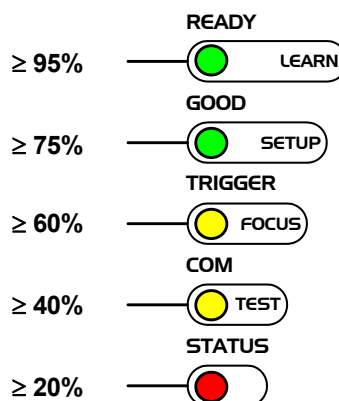 READY
≥ 95% LEARN
GOOD
≥ 75% SETUP
TRIGGER
≥ 60% FOCUS
COM
≥ 40% TEST
STATUS
≥ 20%